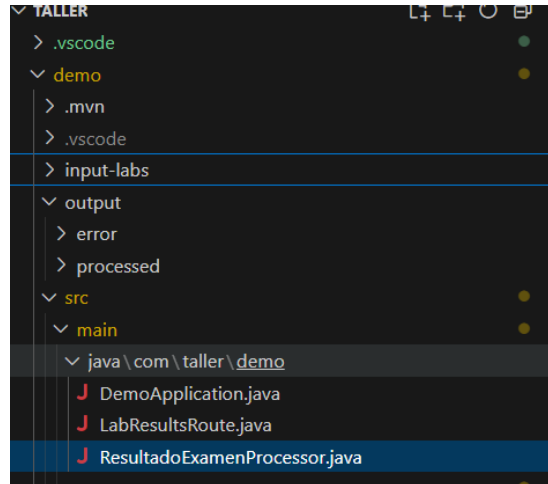 TALLER
.vscode
demo
.mvn
.vscode
input-labs
output
error
processed
src
main
java\com\taller\demo
J DemoApplication.java
J LabResultsRoute.java
J ResultadoExamenProcessor.java